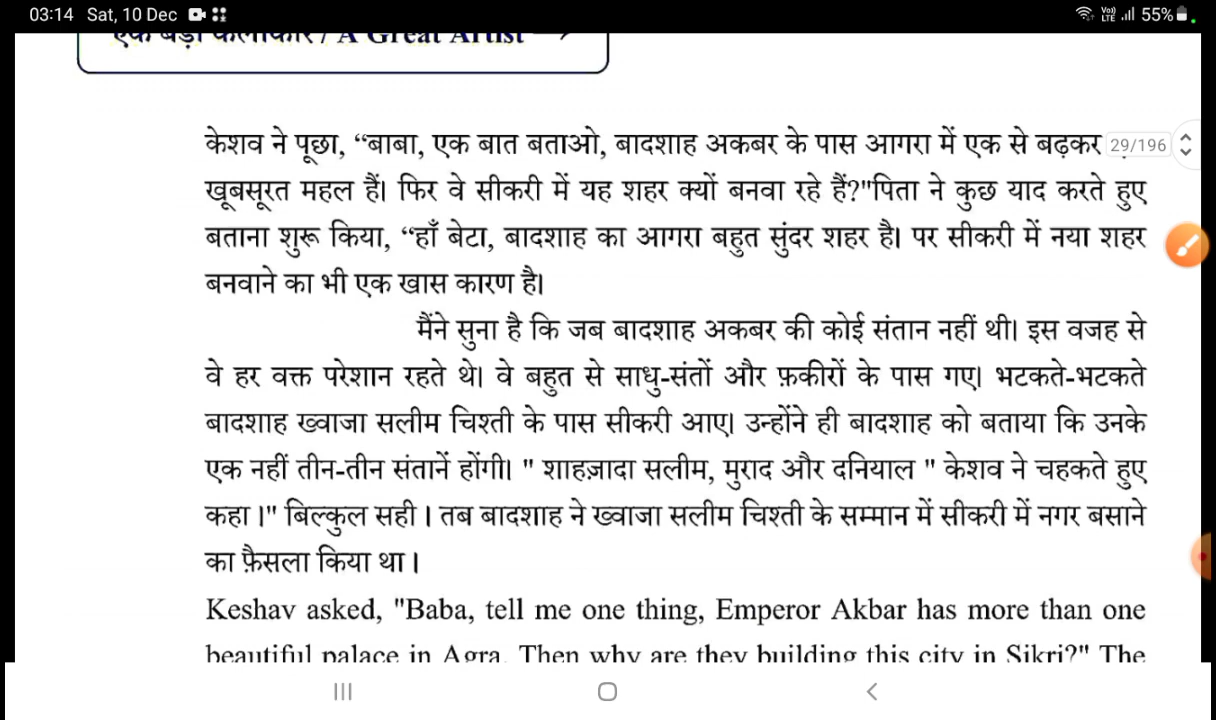 03:14 Sat, 10 Dec
55%
एक बड़ा कलाकार / A Great Artist
केशव ने पूछा, “बाबा, एक बात बताओ, बादशाह अकबर के पास आगरा में एक से बढ़कर
29/196
खूबसूरत महल हैं। फिर वे सीकरी में यह शहर क्यों बनवा रहे हैं?"पिता ने कुछ याद करते हुए
बताना शुरू किया, “हाँ बेटा, बादशाह का आगरा बहुत सुंदर शहर है। पर सीकरी में नया शहर
बनवाने का भी एक खास कारण है।
मैंने सुना है कि जब बादशाह अकबर की कोई संतान नहीं थी। इस वजह से
वे हर वक्त परेशान रहते थे। वे बहुत से साधु-संतों और फ़कीरों के पास गए। भटकते-भटकते
बादशाह ख्वाजा सलीम चिश्ती के पास सीकरी आए। उन्होंने ही बादशाह को बताया कि उनके
एक नहीं तीन-तीन संतानें होंगी। " शाहज़ादा सलीम, मुराद और दनियाल " केशव ने चहकते हुए
कहा ।" बिल्कुल सही । तब बादशाह ने ख्वाजा सलीम चिश्ती के सम्मान में सीकरी में नगर बसाने
का फ़ैसला किया था ।
Keshav asked, "Baba, tell me one thing, Emperor Akbar has more than one
beautiful palace in Agra. Then why are they building this city in Sikri?" The